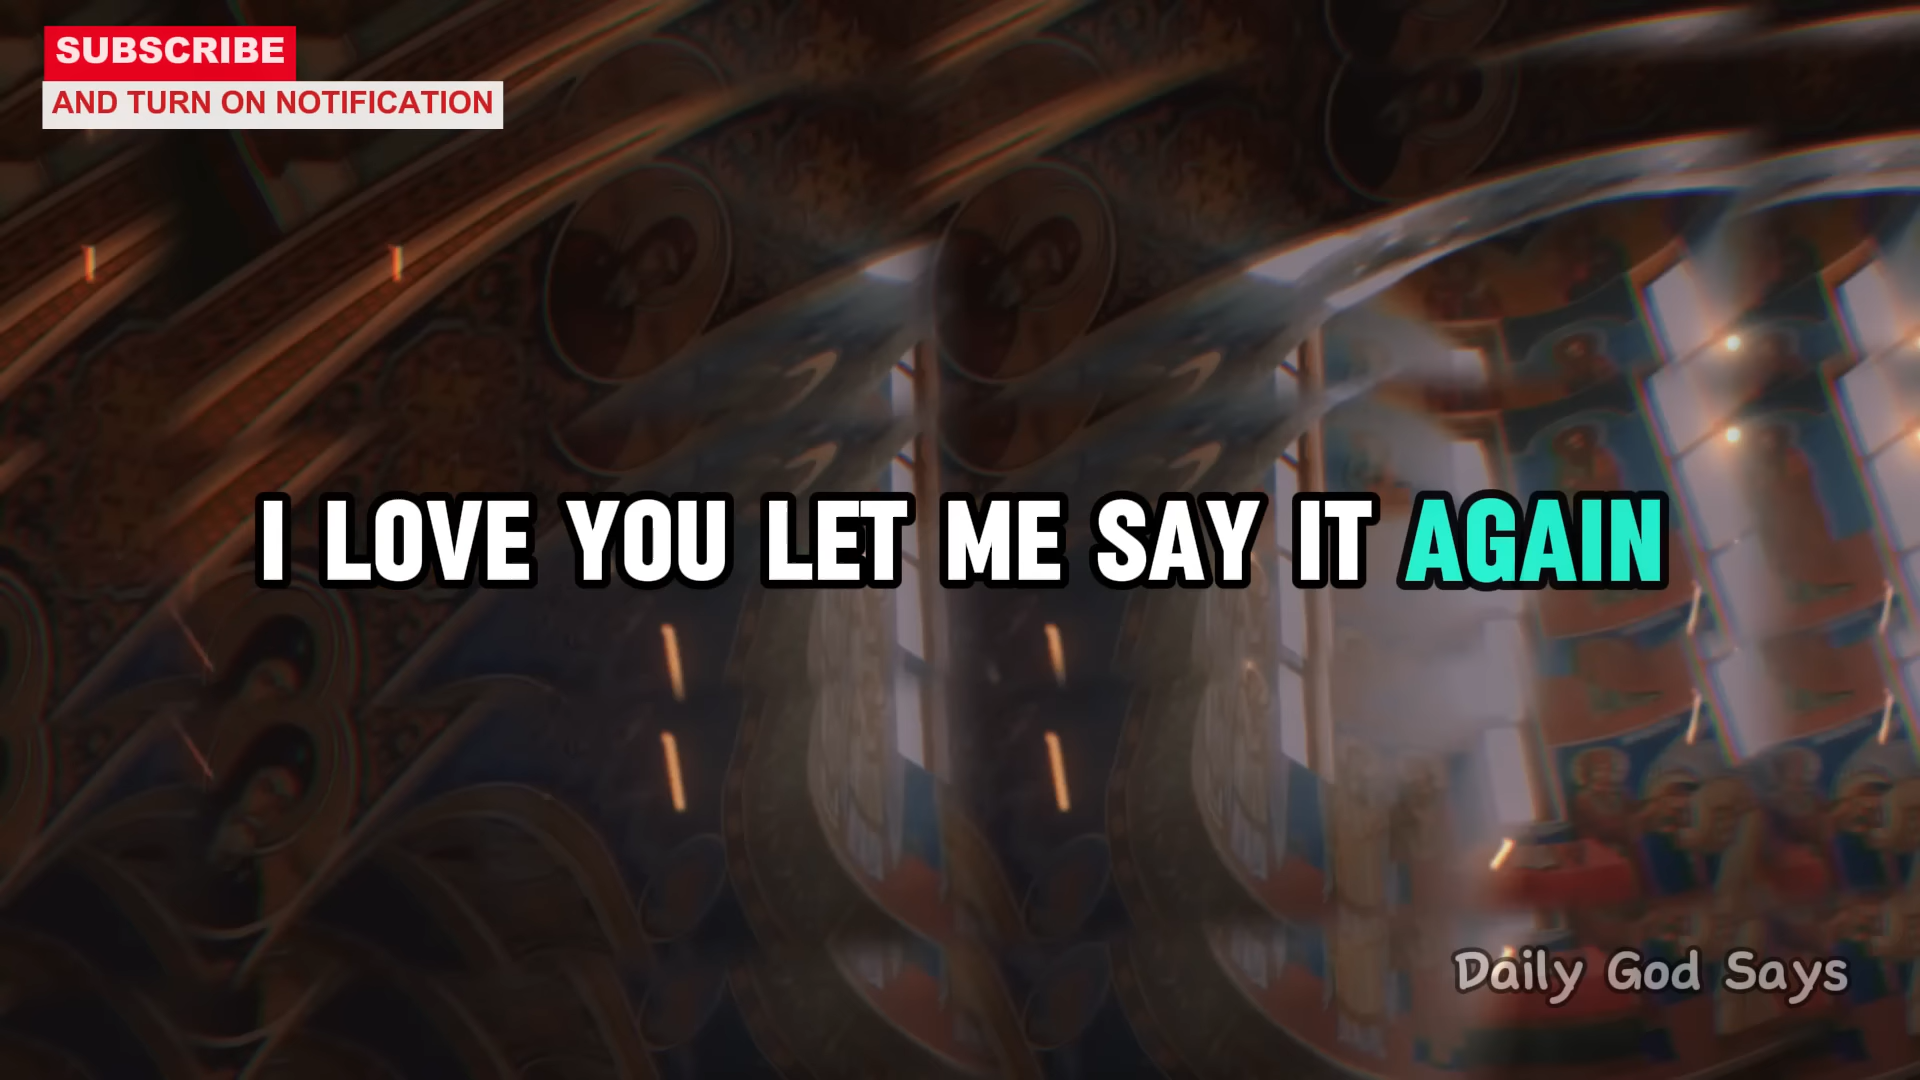 SUBSCRIBE
AND TURN ON NOTIFICATION
I LOVE YOU LET ME SAY IT AGAIN
Daily God Says